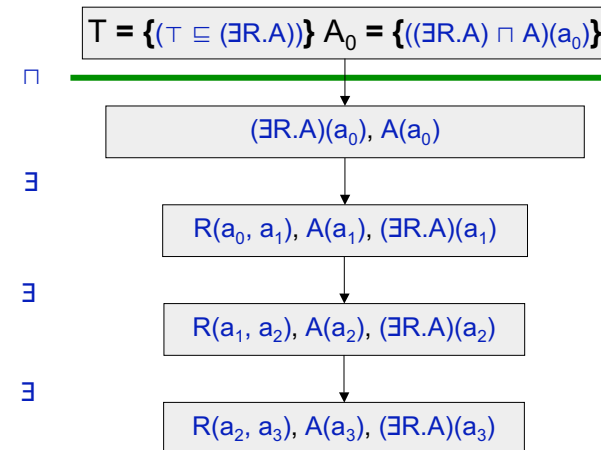 T = {(⊤ ⊑ (∃R.A))} A₀ = {((∃R.A) ⊓ A)(a₀)}
⊓
(∃R.A)(a₀), A(a₀)
∃
R(a₀, a₁), A(a₁), (∃R.A)(a₁)
∃
R(a₁, a₂), A(a₂), (∃R.A)(a₂)
∃
R(a₂, a₃), A(a₃), (∃R.A)(a₃)